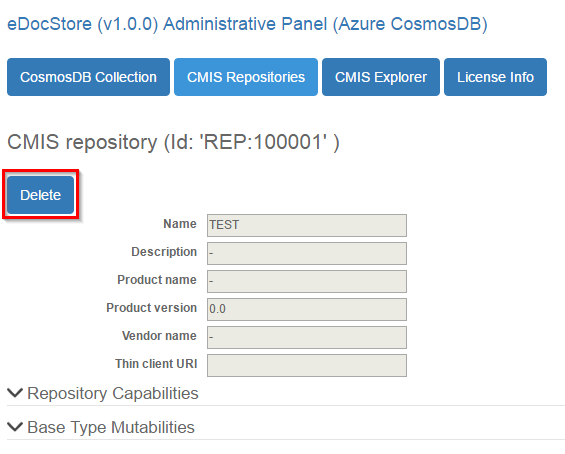 eDocStore (v1.0.0) Administrative Panel (Azure CosmosDB)
CosmosDB Collection CMIS Repositories CMIS Explorer License Info
CMIS repository (Id: 'REP:100001' )
Delete
Name TEST
Description -
Product name -
Product version 0.0
Vendor name -
Thin client URI
Repository Capabilities
Base Type Mutabilities